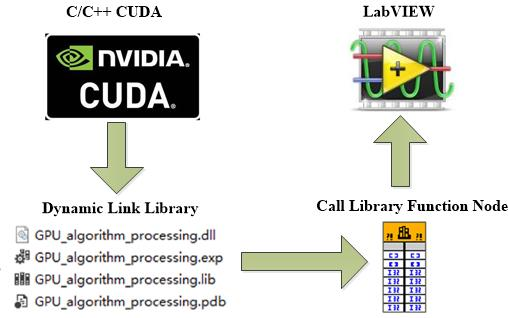 C/C++ CUDA
LabVIEW
NVIDIA.
CUDA.
Dynamic Link Library
Call Library Function Node
GPU_algorithm_processing.dll
GPU_algorithm_processing.exp
GPU_algorithm_processing.lib
GPU_algorithm_processing.pdb